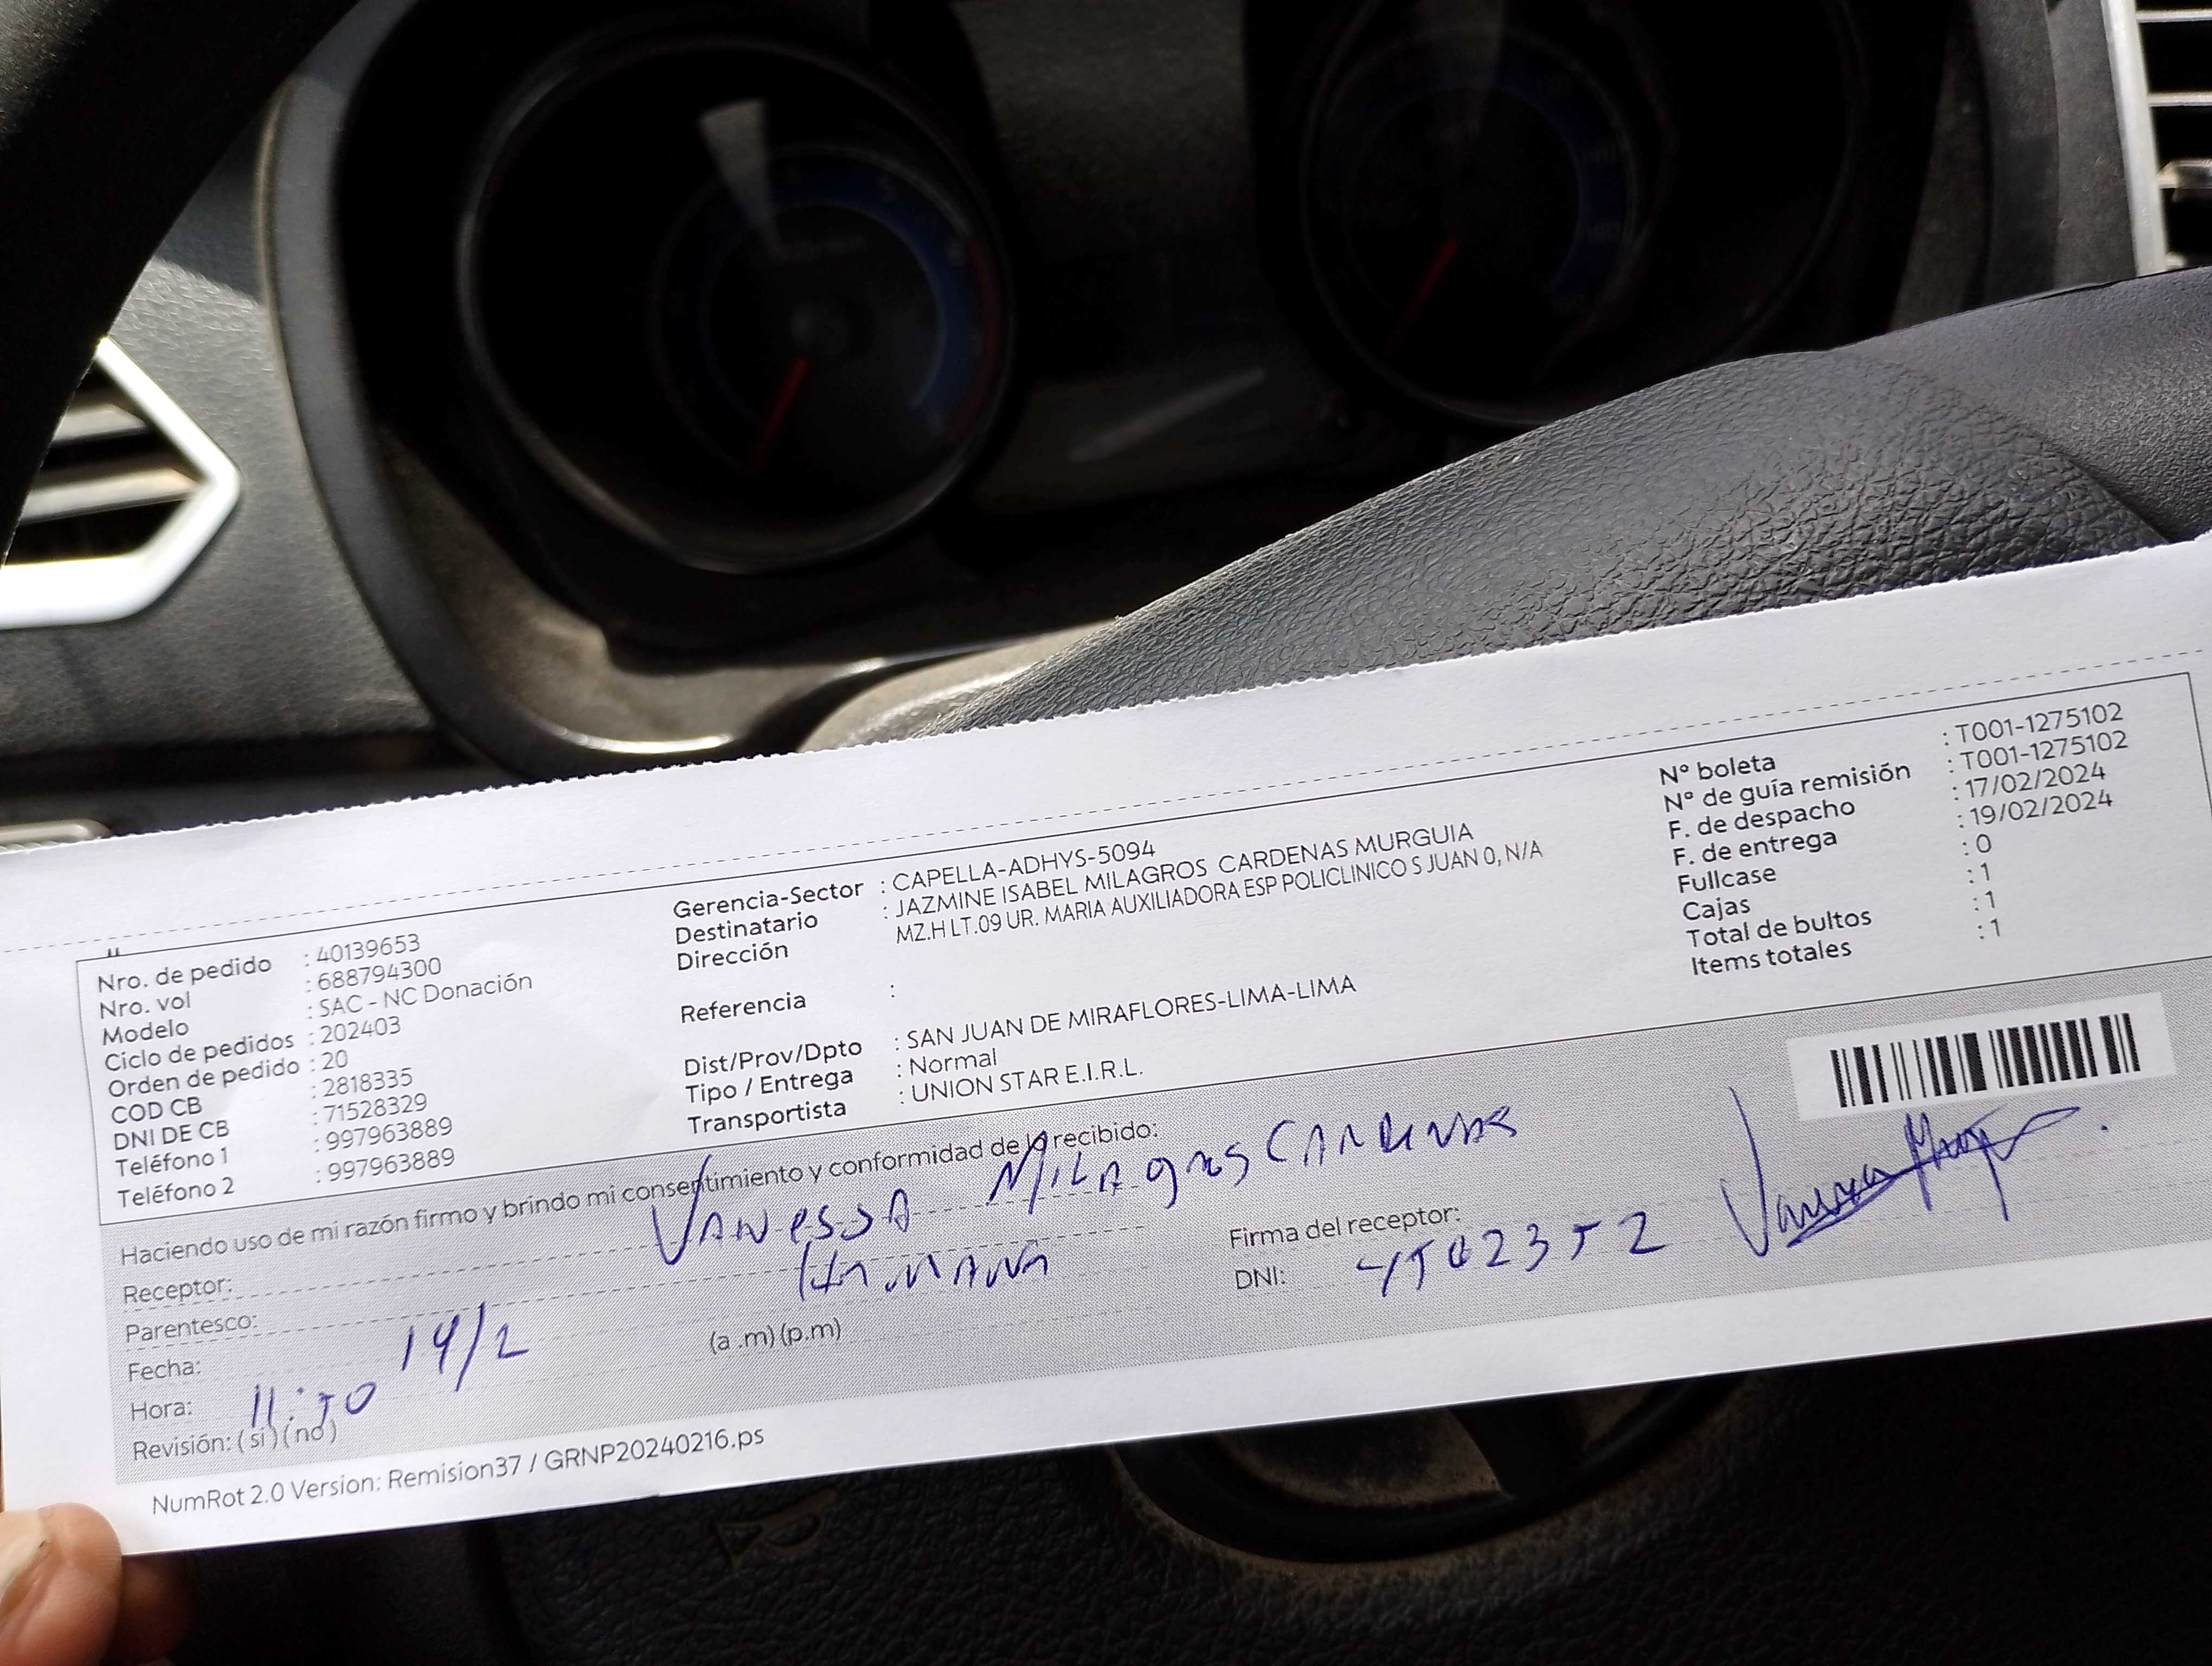 Nro. de pedido : 40139653
Nro. vol : 688794300
Modelo : SAC - NC Donación
Ciclo de pedidos : 202403
Orden de pedido : 20
COD CB : 2818335
DNI DE CB : 71528329
Teléfono 1 : 997963889
Teléfono 2 : 997963889
Gerencia-Sector : CAPELLA-ADHYS-5094
Destinatario : JAZMINE ISABEL MILAGROS CARDENAS MURGUIA
Dirección MZ.H LT.09 UR. MARIA AUXILIADORA ESP POLICLINICO S JUAN 0, N/A
Referencia :
Dist/Prov/Dpto : SAN JUAN DE MIRAFLORES-LIMA-LIMA
Tipo / Entrega : Normal
Transportista : UNION STAR E.I.R.L.
N° boleta : T001-1275102
N° de guía remisión : T001-1275102
F. de despacho : 17/02/2024
F. de entrega : 19/02/2024
Fullcase : 0
Cajas : 1
Total de bultos : 1
Items totales : 1
Haciendo uso de mi razón firmo y brindo mi consentimiento y conformidad de lo recibido:
Receptor: VANESSA MILAGROS CARDENAS
Parentesco: HERMANA
Fecha: 19/2
Hora: (a .m) (p.m)
Revisión: ( si ) ( no )
Firma del receptor:
DNI:
NumRot 2.0 Version: Remision37 / GRNP20240216.ps